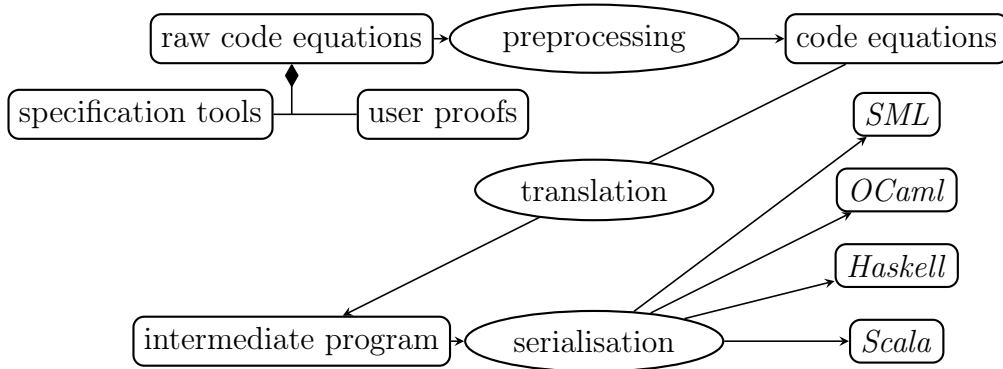 raw code equations
preprocessing
code equations
specification tools
user proofs
SML
translation
OCaml
Haskell
intermediate program
serialisation
Scala